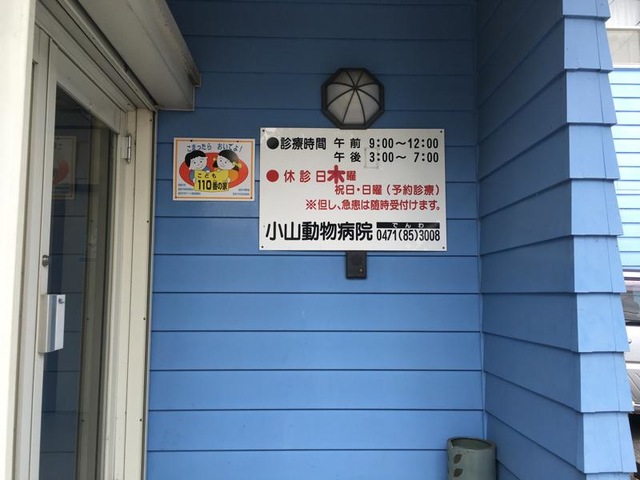 こまったら おいでよ!
こども
110番の家
●診療時間 午前 9:00～12:00
午後 3:00～ 7:00
●休診日 木曜
祝日・日曜（予約診療）
※但し、急患は随時受付けます。
小山動物病院 でんわ 0471(85)3008